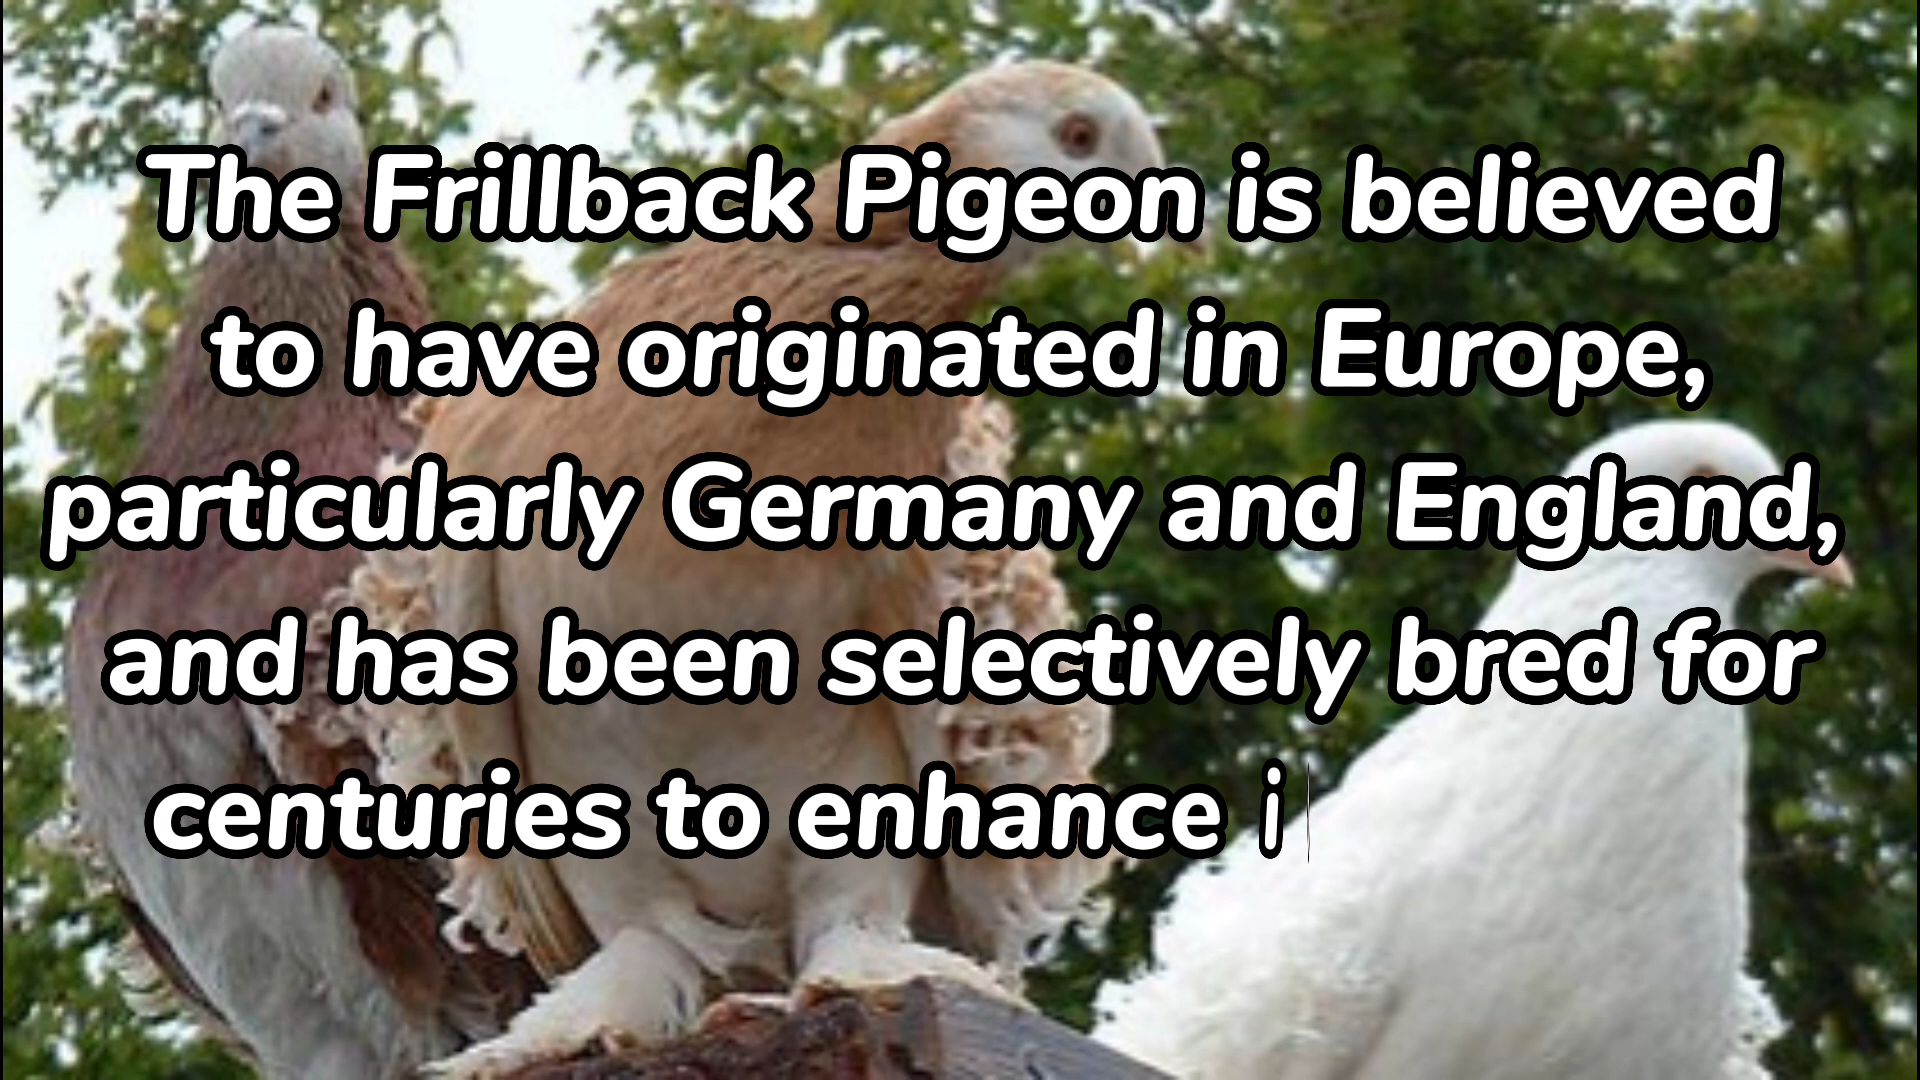 The Frillback Pigeon is believed
to have originated in Europe,
particularly Germany and England,
and has been selectively bred for
centuries to enhance i